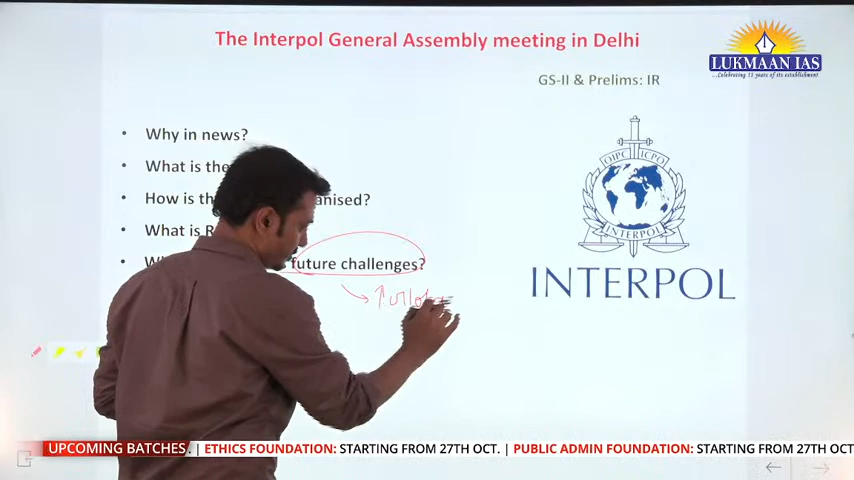 The Interpol General Assembly meeting in Delhi
LUKMAAN IAS
...Celebrating 11 years of its establishment
GS-II & Prelims: IR
• Why in news?
OIPC ICPO
• What is the
• How is th anised?
• What is R
INTERPOL
• future challenges?
INTERPOL
UPCOMING BATCHES. | ETHICS FOUNDATION: STARTING FROM 27TH OCT. | PUBLIC ADMIN FOUNDATION: STARTING FROM 27TH OCT